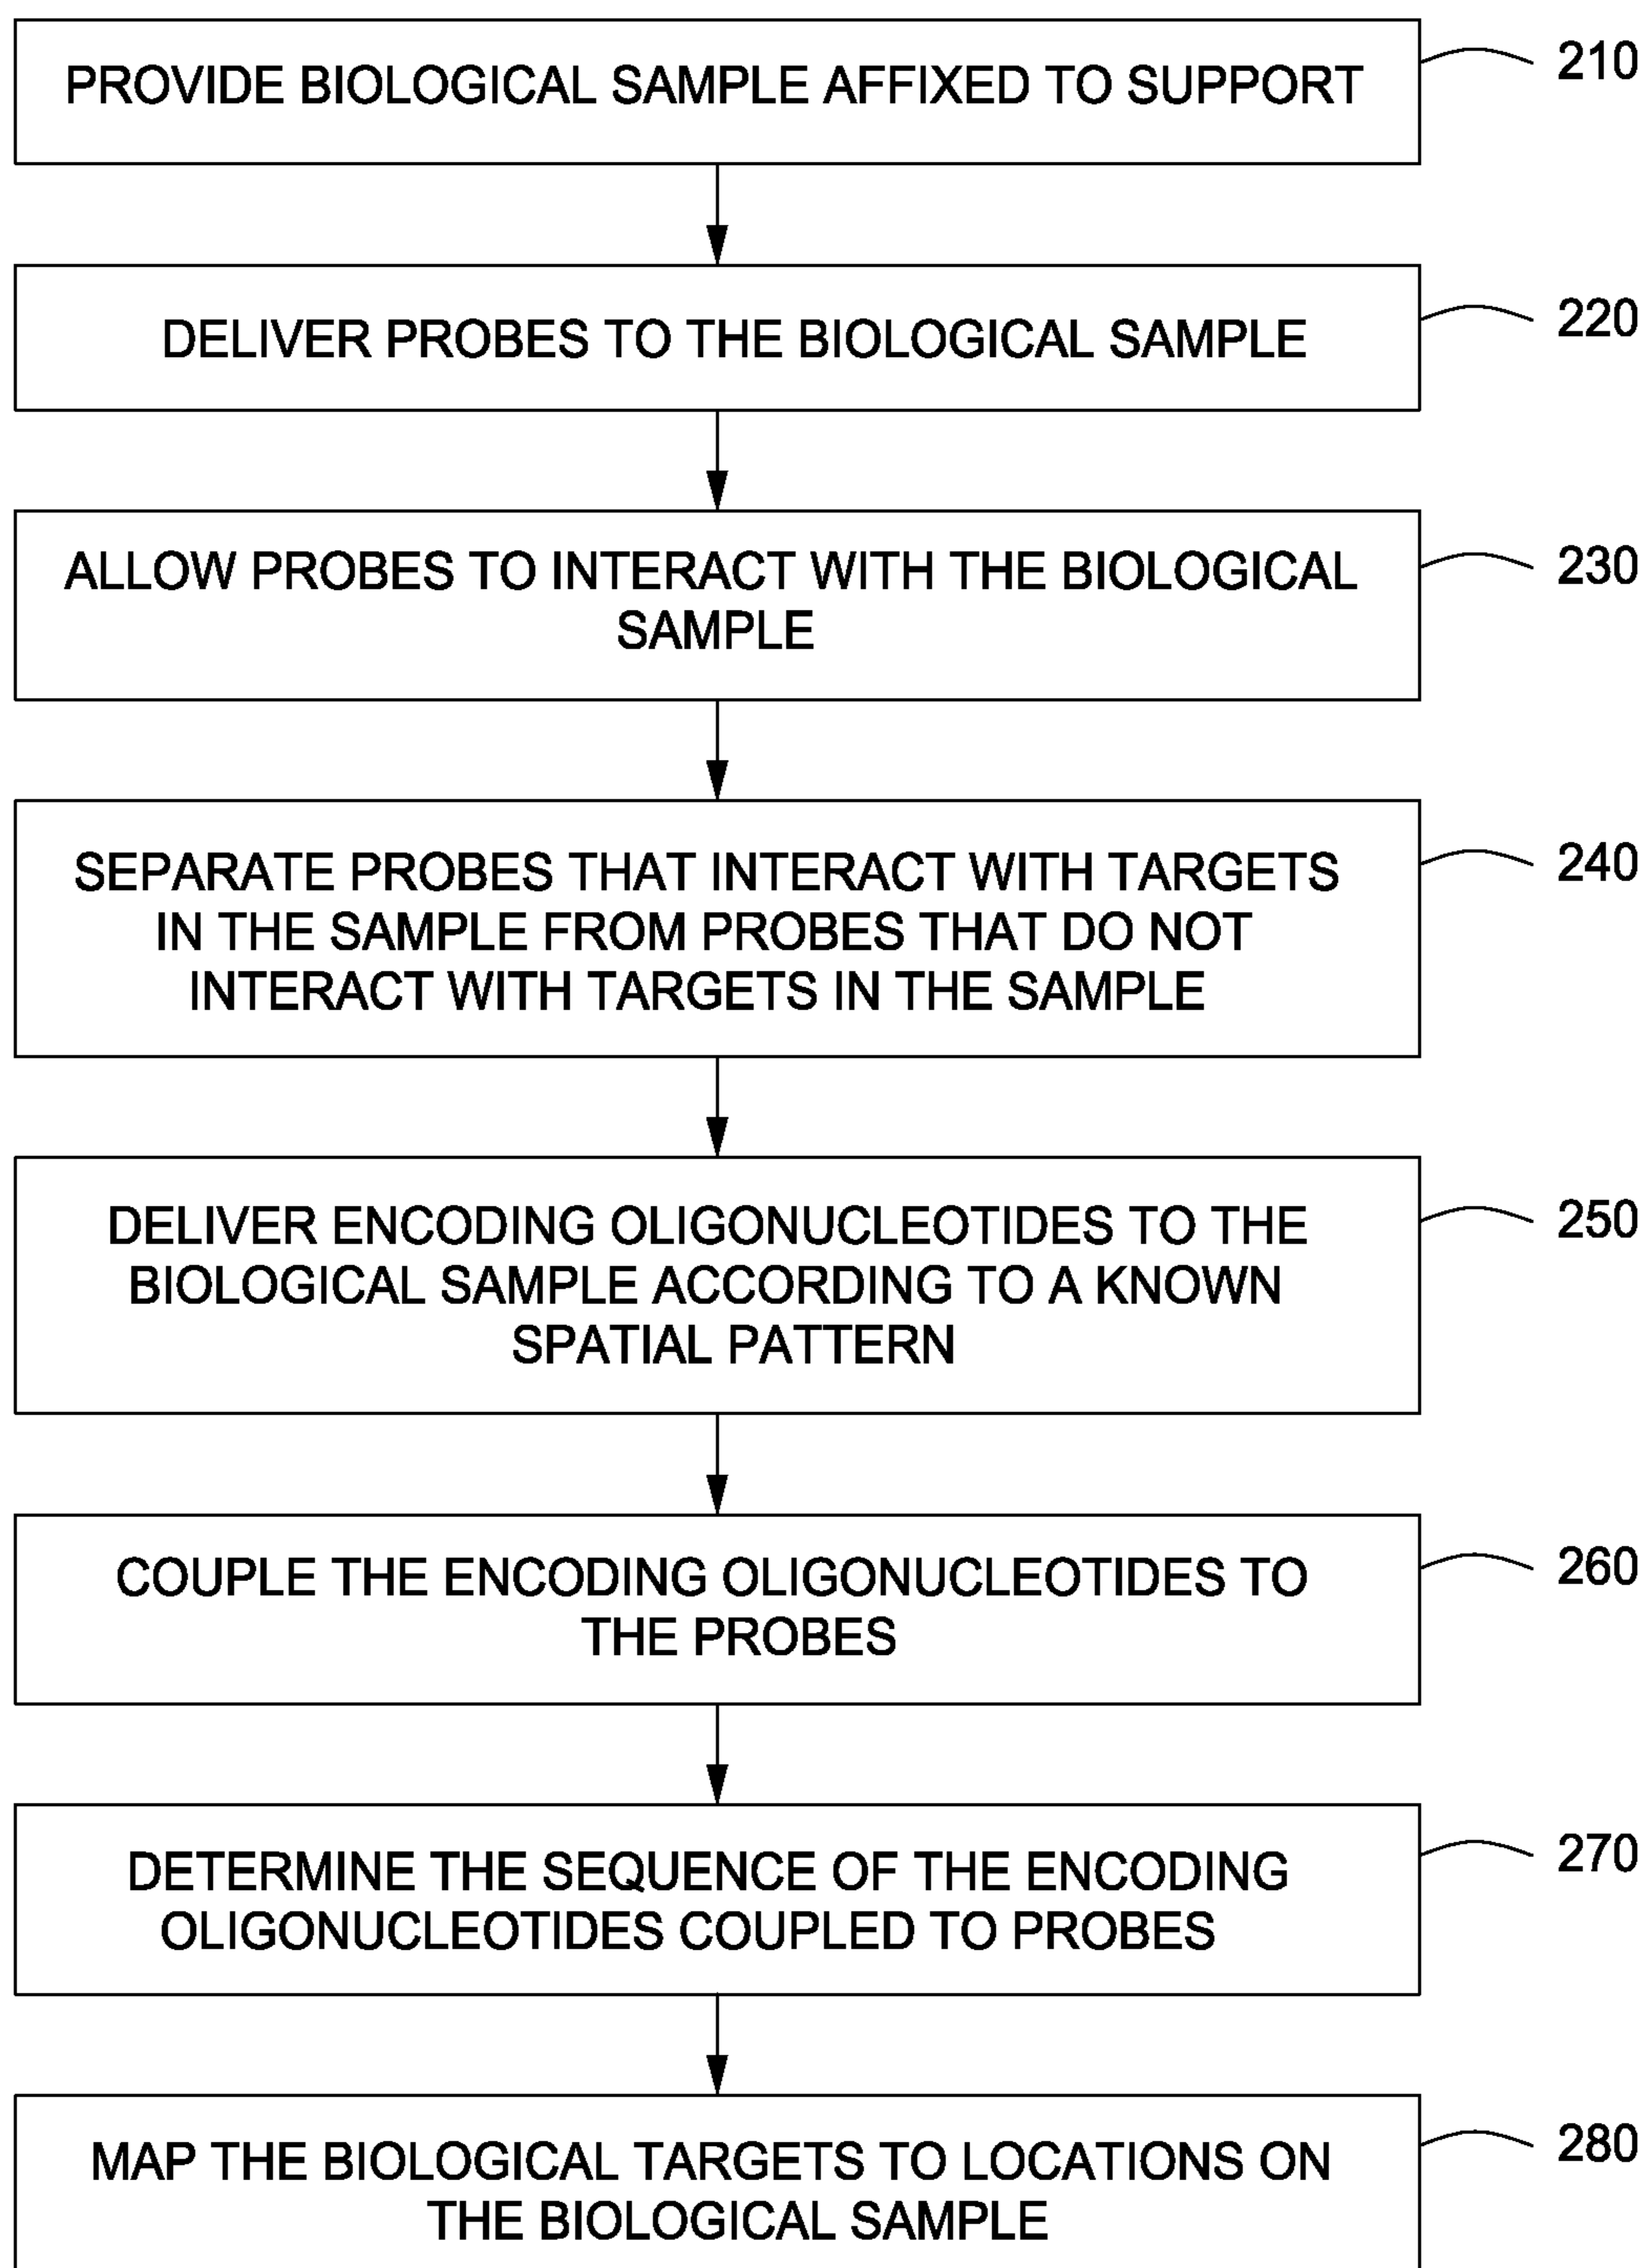 PROVIDE BIOLOGICAL SAMPLE AFFIXED TO SUPPORT
210
DELIVER PROBES TO THE BIOLOGICAL SAMPLE
220
ALLOW PROBES TO INTERACT WITH THE BIOLOGICAL
SAMPLE
230
SEPARATE PROBES THAT INTERACT WITH TARGETS
IN THE SAMPLE FROM PROBES THAT DO NOT
INTERACT WITH TARGETS IN THE SAMPLE
240
DELIVER ENCODING OLIGONUCLEOTIDES TO THE
BIOLOGICAL SAMPLE ACCORDING TO A KNOWN
SPATIAL PATTERN
250
COUPLE THE ENCODING OLIGONUCLEOTIDES TO
THE PROBES
260
DETERMINE THE SEQUENCE OF THE ENCODING
OLIGONUCLEOTIDES COUPLED TO PROBES
270
MAP THE BIOLOGICAL TARGETS TO LOCATIONS ON
THE BIOLOGICAL SAMPLE
280